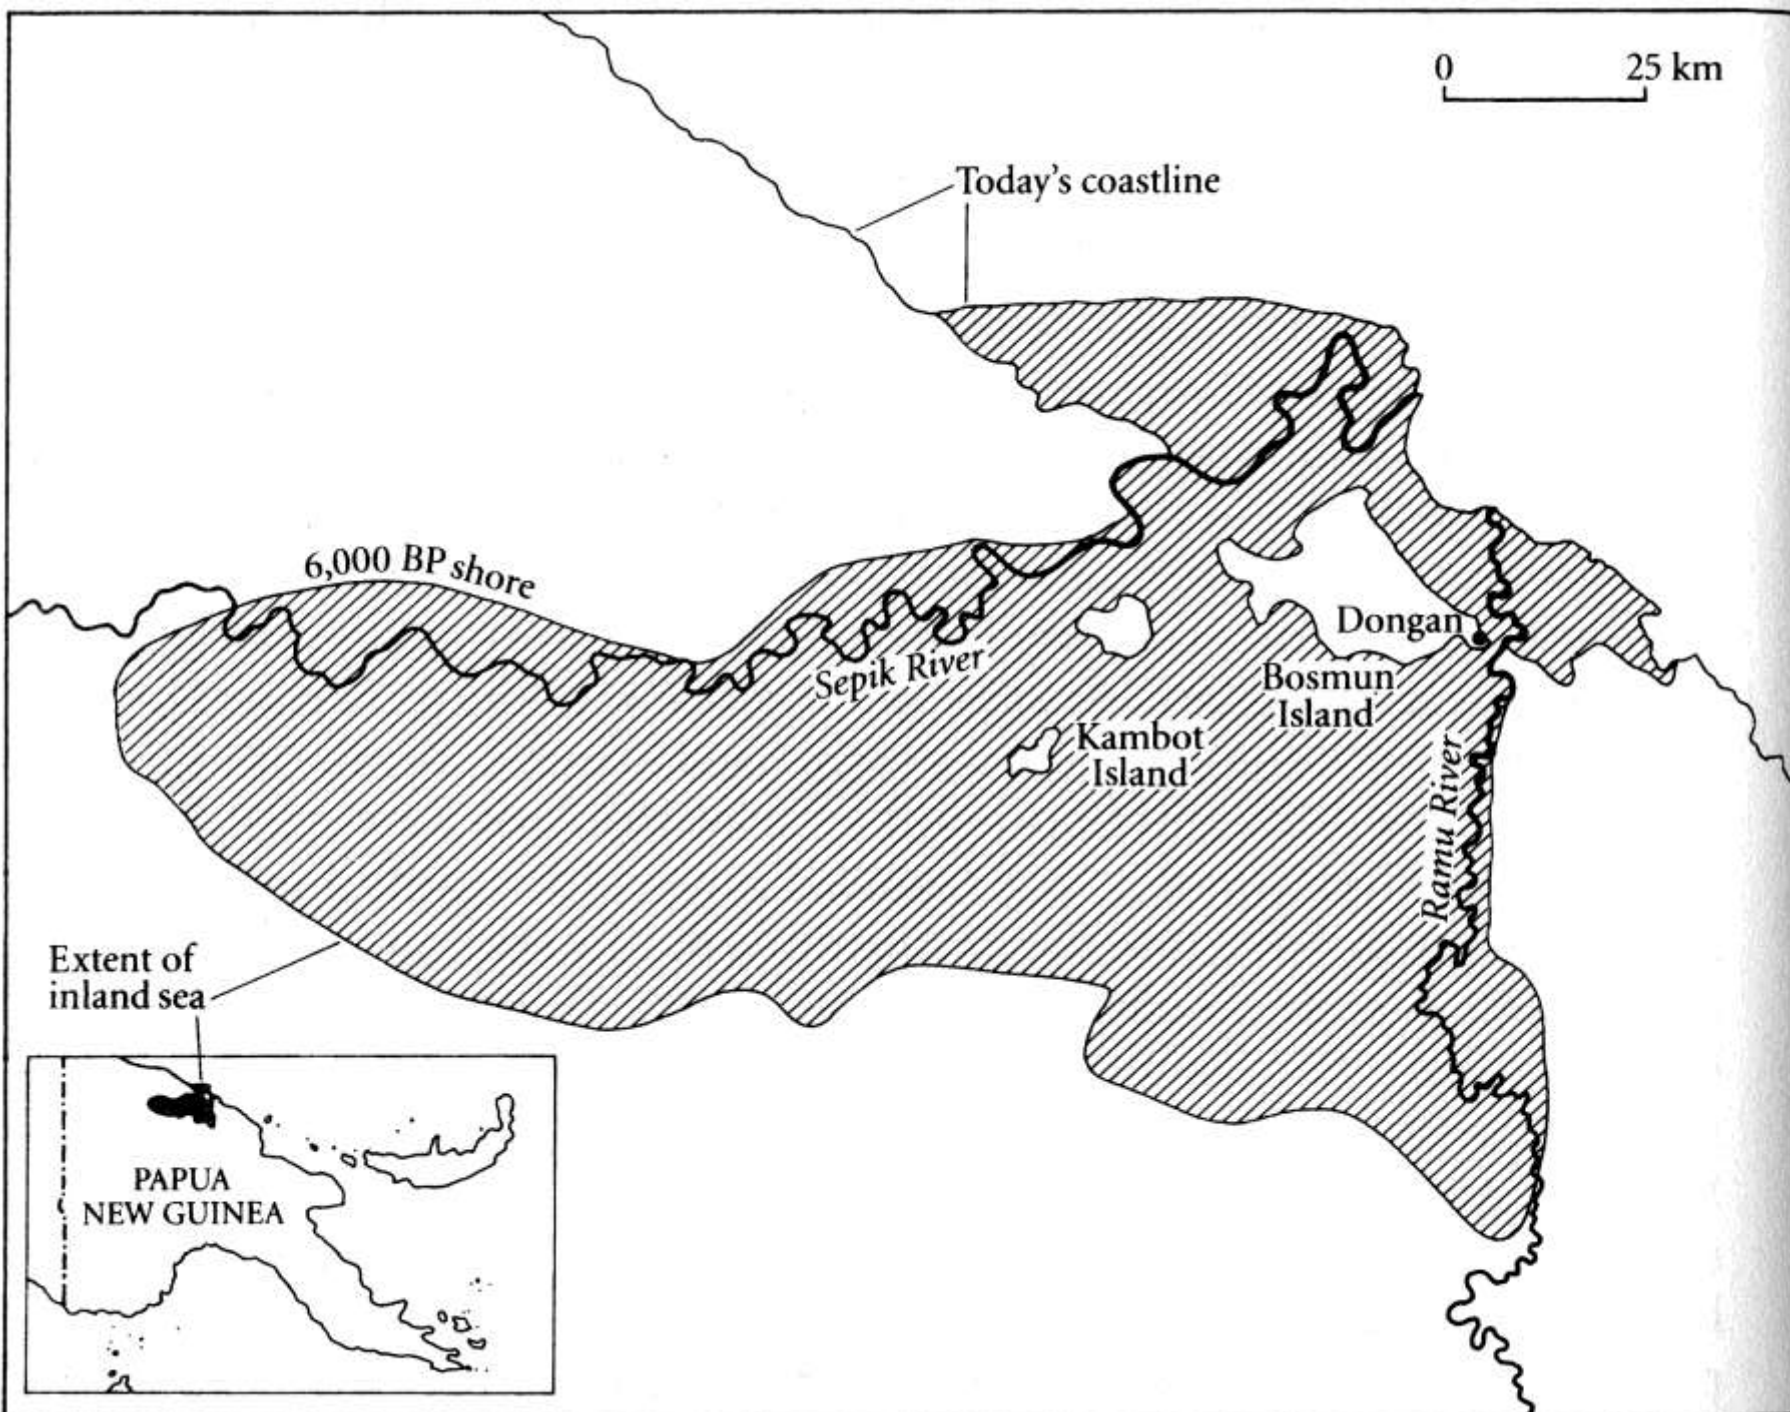 0 25 km
Today's coastline
6,000 BP shore
Sepik River
Dongan
Bosmun
Island
Kambot
Island
Ramu River
Extent of
inland sea
PAPUA
NEW GUINEA